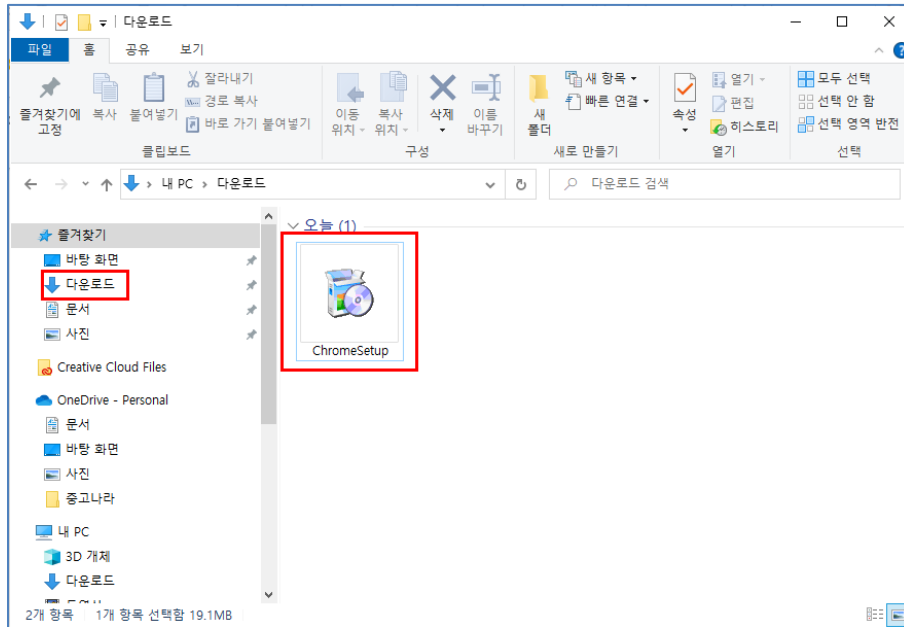 다운로드
파일 홈 공유 보기
즐겨찾기에 고정
복사
붙여넣기
잘라내기
경로 복사
바로 가기 붙여넣기
클립보드
이동 위치
복사 위치
삭제
이름 바꾸기
구성
새 폴더
새 항목
빠른 연결
새로 만들기
속성
열기
편집
히스토리
열기
모두 선택
선택 안 함
선택 영역 반전
선택
내 PC › 다운로드
다운로드 검색
즐겨찾기
바탕 화면
다운로드
문서
사진
Creative Cloud Files
OneDrive - Personal
문서
바탕 화면
사진
중고나라
내 PC
3D 개체
다운로드
오늘 (1)
ChromeSetup
2개 항목 1개 항목 선택함 19.1MB